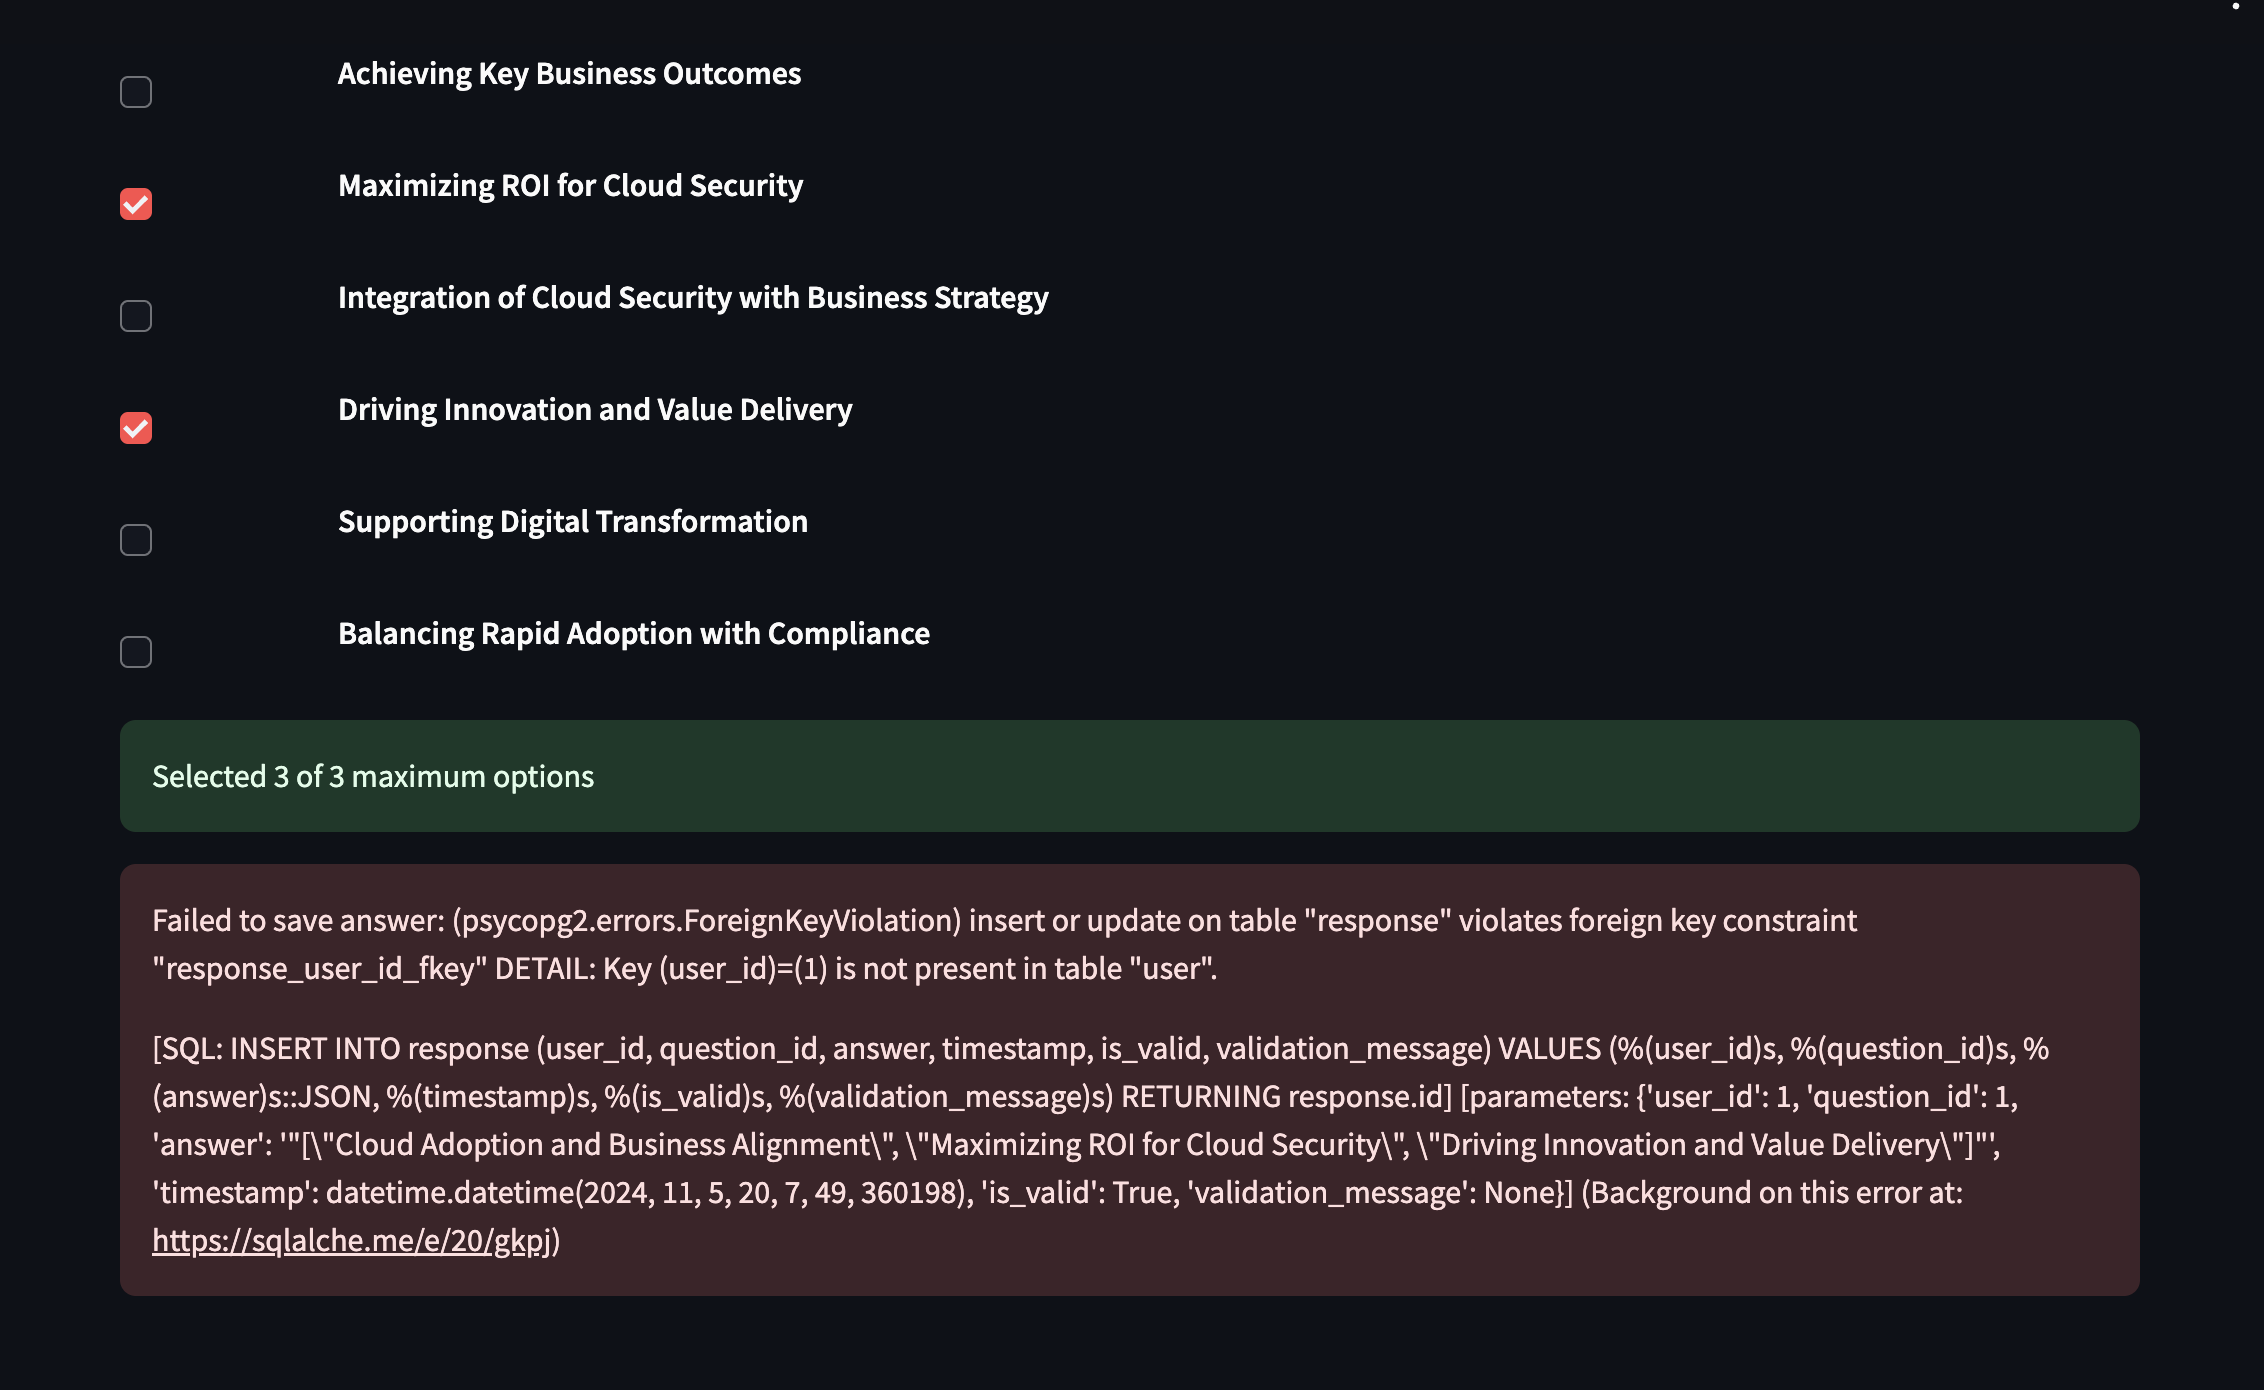 Achieving Key Business Outcomes
Maximizing ROI for Cloud Security
Integration of Cloud Security with Business Strategy
Driving Innovation and Value Delivery
Supporting Digital Transformation
Balancing Rapid Adoption with Compliance
Selected 3 of 3 maximum options
Failed to save answer: (psycopg2.errors.ForeignKeyViolation) insert or update on table "response" violates foreign key constraint
"response_user_id_fkey" DETAIL: Key (user_id)=(1) is not present in table "user".
[SQL: INSERT INTO response (user_id, question_id, answer, timestamp, is_valid, validation_message) VALUES (%(user_id)s, %(question_id)s, %
(answer)s::JSON, %(timestamp)s, %(is_valid)s, %(validation_message)s) RETURNING response.id] [parameters: {'user_id': 1, 'question_id': 1,
'answer': '"[\"Cloud Adoption and Business Alignment\", \"Maximizing ROI for Cloud Security\", \"Driving Innovation and Value Delivery\"]"',
'timestamp': datetime.datetime(2024, 11, 5, 20, 7, 49, 360198), 'is_valid': True, 'validation_message': None}] (Background on this error at:
https://sqlalche.me/e/20/gkpj)